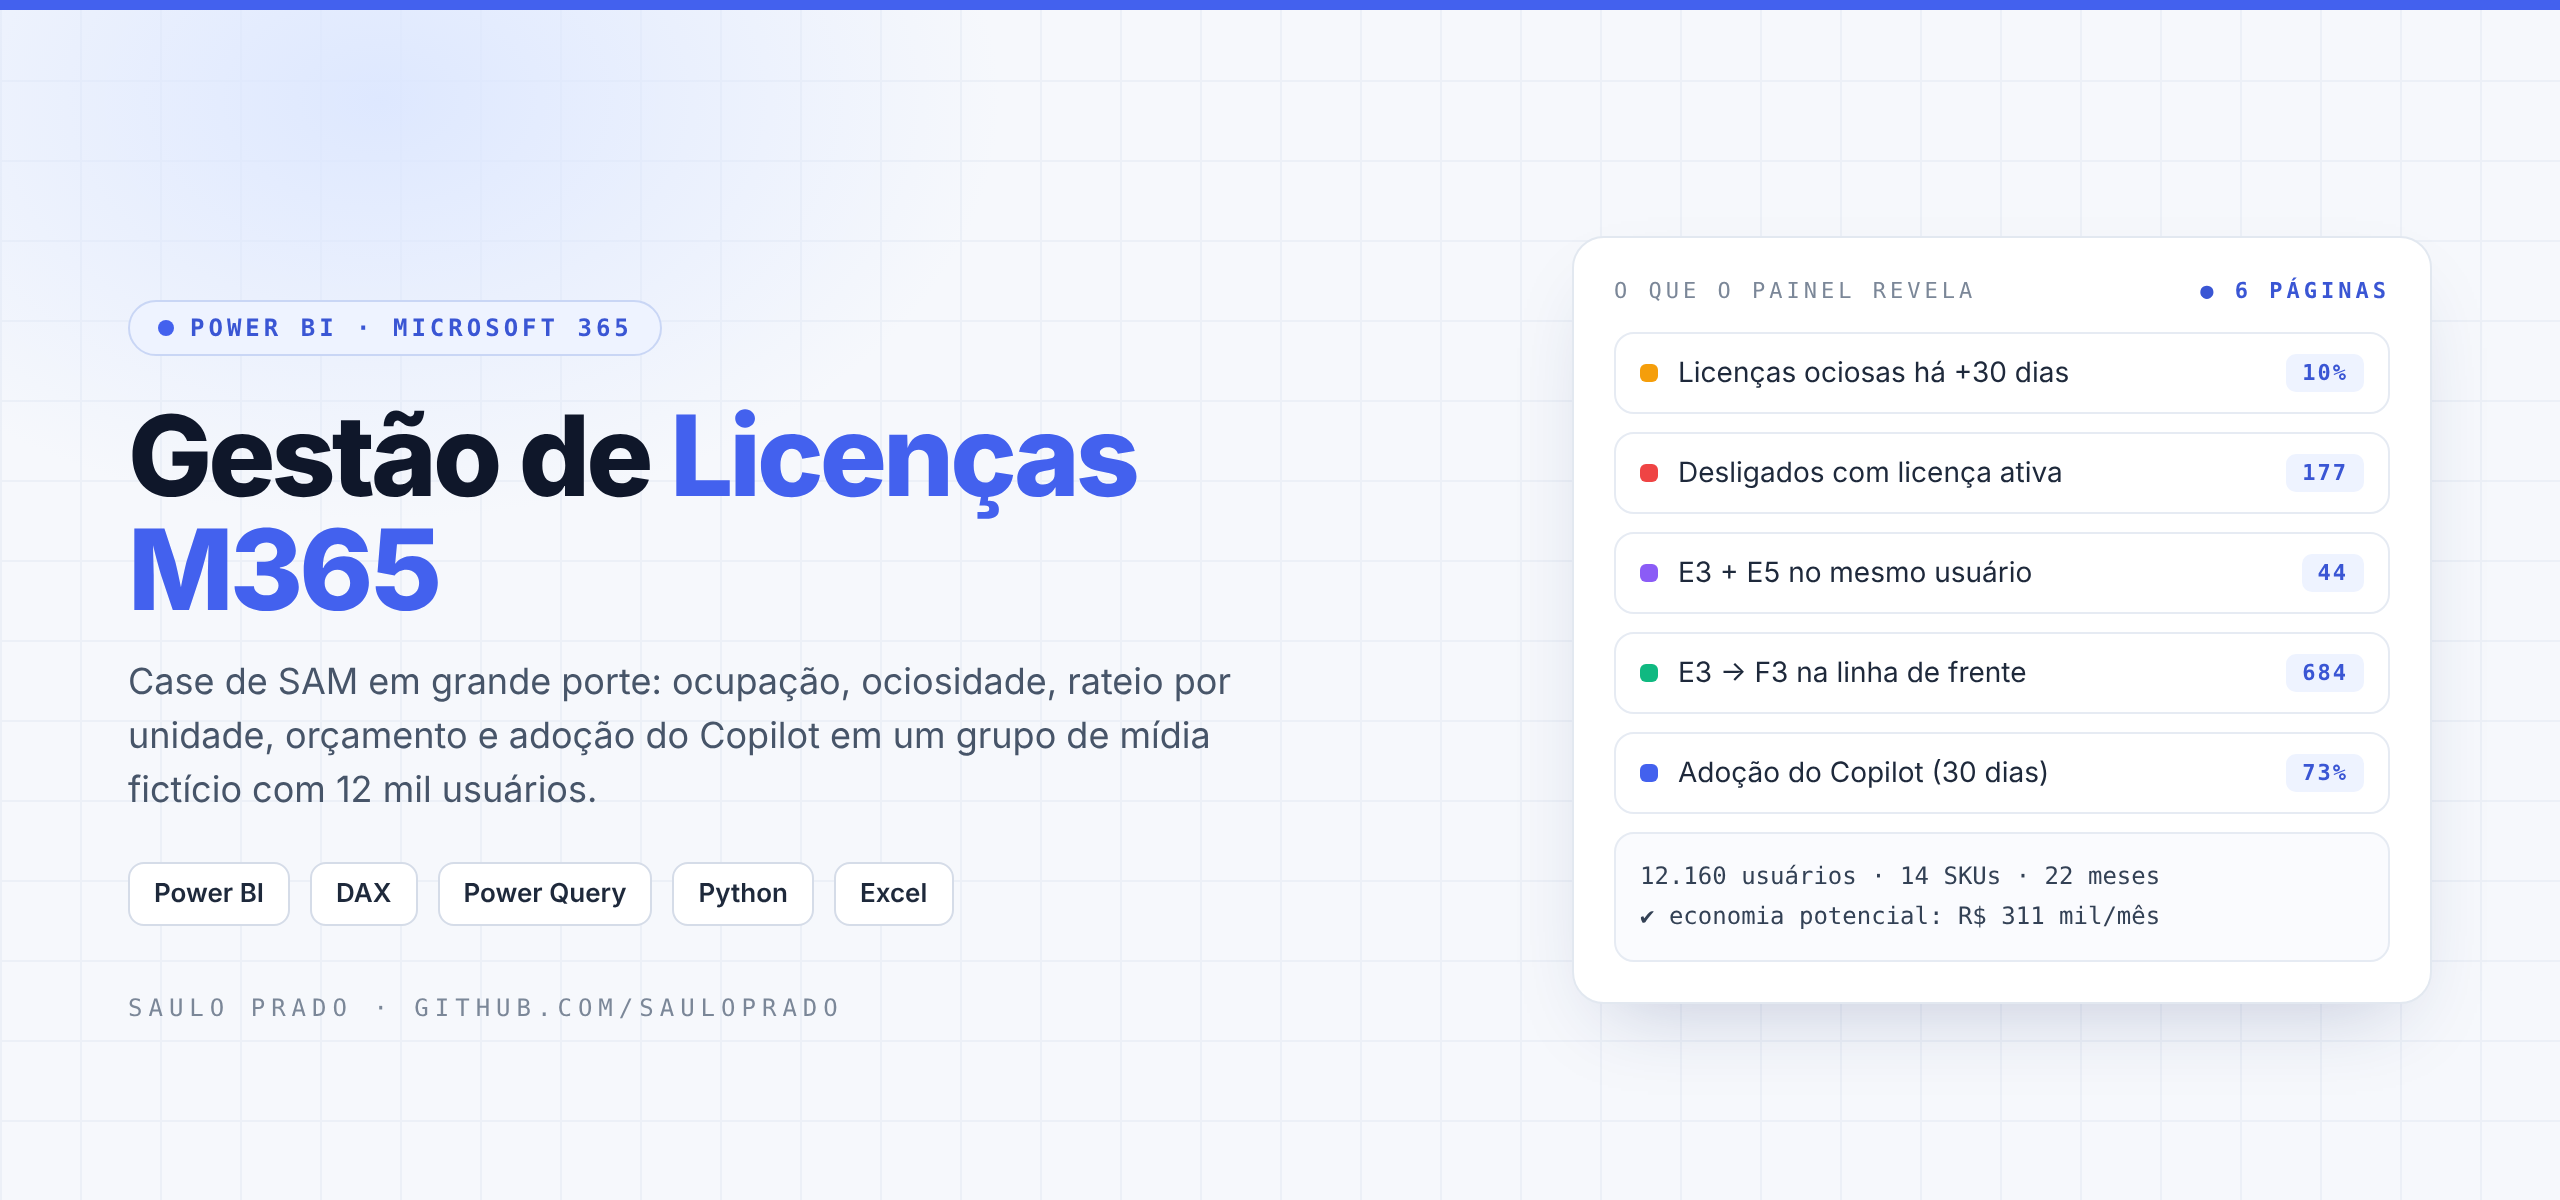 POWER BI · MICROSOFT 365
Gestão de Licenças
M365
Case de SAM em grande porte: ocupação, ociosidade, rateio por
unidade, orçamento e adoção do Copilot em um grupo de mídia
fictício com 12 mil usuários.
Power BI DAX Power Query Python Excel
SAULO PRADO · GITHUB.COM/SAULOPRADO
O QUE O PAINEL REVELA ● 6 PÁGINAS
Licenças ociosas há +30 dias 10%
Desligados com licença ativa 177
E3 + E5 no mesmo usuário 44
E3 → F3 na linha de frente 684
Adoção do Copilot (30 dias) 73%
12.160 usuários · 14 SKUs · 22 meses
✔ economia potencial: R$ 311 mil/mês